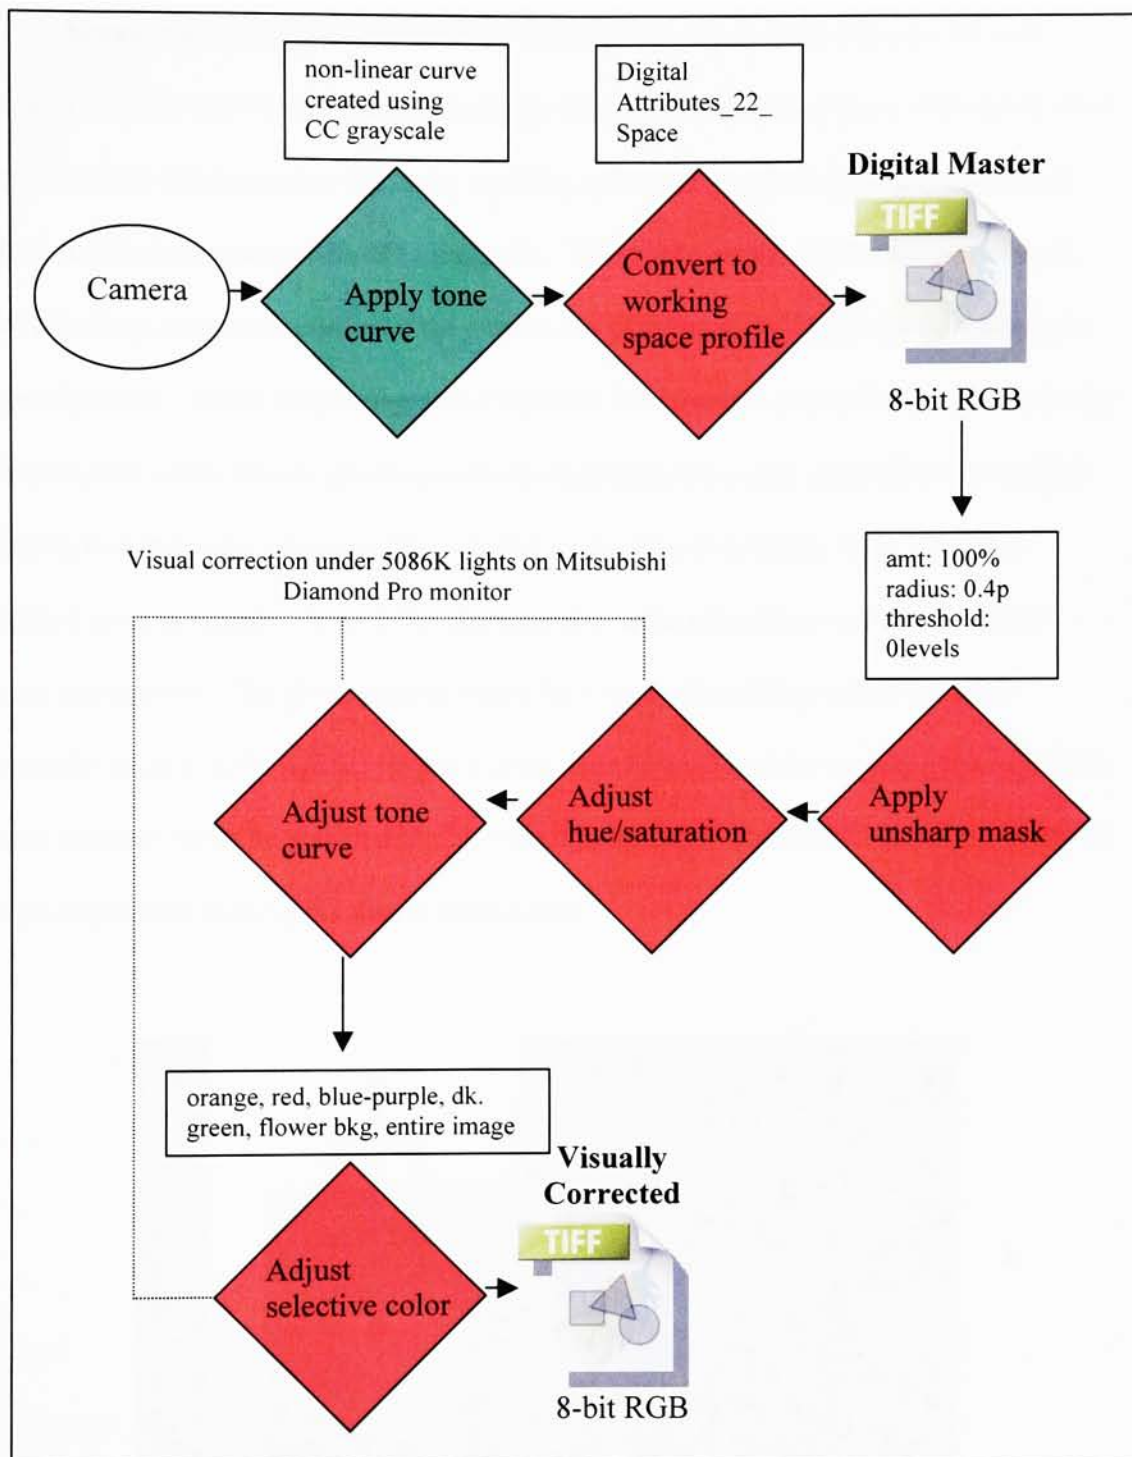 non-linear curve
created using
CC grayscale
Digital
Attributes_22_
Space
Digital Master
TIFF
Camera
Apply tone
curve
Convert to
working
space profile
8-bit RGB
amt: 100%
radius: 0.4p
threshold:
0levels
Visual correction under 5086K lights on Mitsubishi
Diamond Pro monitor
Adjust tone
curve
Adjust
hue/saturation
Apply
unsharp mask
orange, red, blue-purple, dk.
green, flower bkg, entire image
Visually
Corrected
TIFF
Adjust
selective color
8-bit RGB